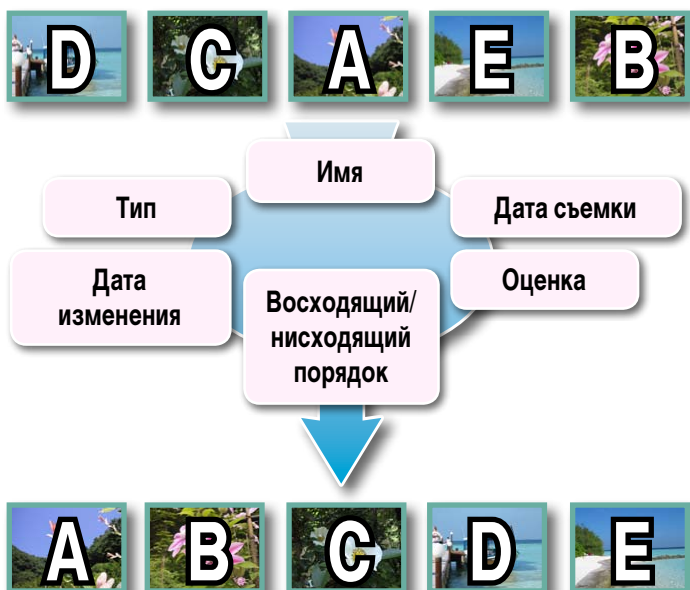 D C A E B
Имя
Тип
Дата съемки
Дата
изменения
Оценка
Восходящий/
нисходящий
порядок
A B C D E